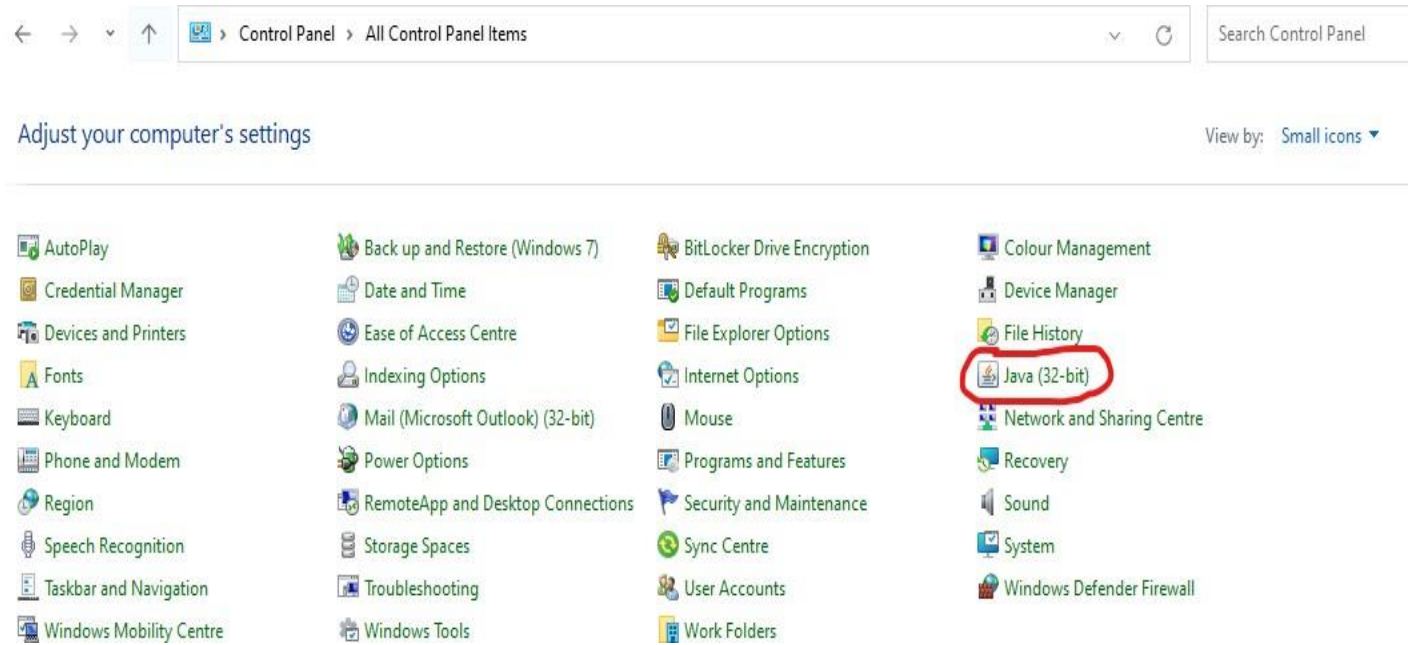 Control Panel > All Control Panel Items
Search Control Panel
Adjust your computer's settings
View by: Small icons
AutoPlay
Back up and Restore (Windows 7)
BitLocker Drive Encryption
Colour Management
Credential Manager
Date and Time
Default Programs
Device Manager
Devices and Printers
Ease of Access Centre
File Explorer Options
File History
Fonts
Indexing Options
Internet Options
Java (32-bit)
Keyboard
Mail (Microsoft Outlook) (32-bit)
Mouse
Network and Sharing Centre
Phone and Modem
Power Options
Programs and Features
Recovery
Region
RemoteApp and Desktop Connections
Security and Maintenance
Sound
Speech Recognition
Storage Spaces
Sync Centre
System
Taskbar and Navigation
Troubleshooting
User Accounts
Windows Defender Firewall
Windows Mobility Centre
Windows Tools
Work Folders